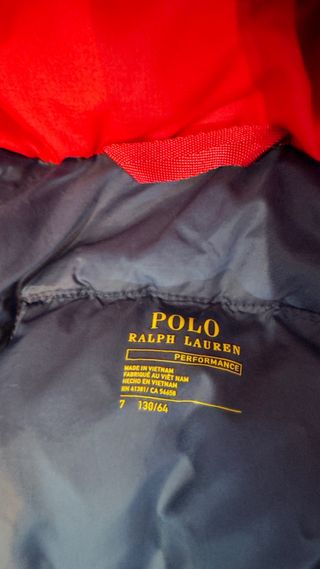 POLO
RALPH LAUREN
PERFORMANCE
MADE IN VIETNAM
FABRIQUÉ AU VIÊT NAM
HECHO EN VIETNAM
RN 41381/ CA 54658
7 130/64